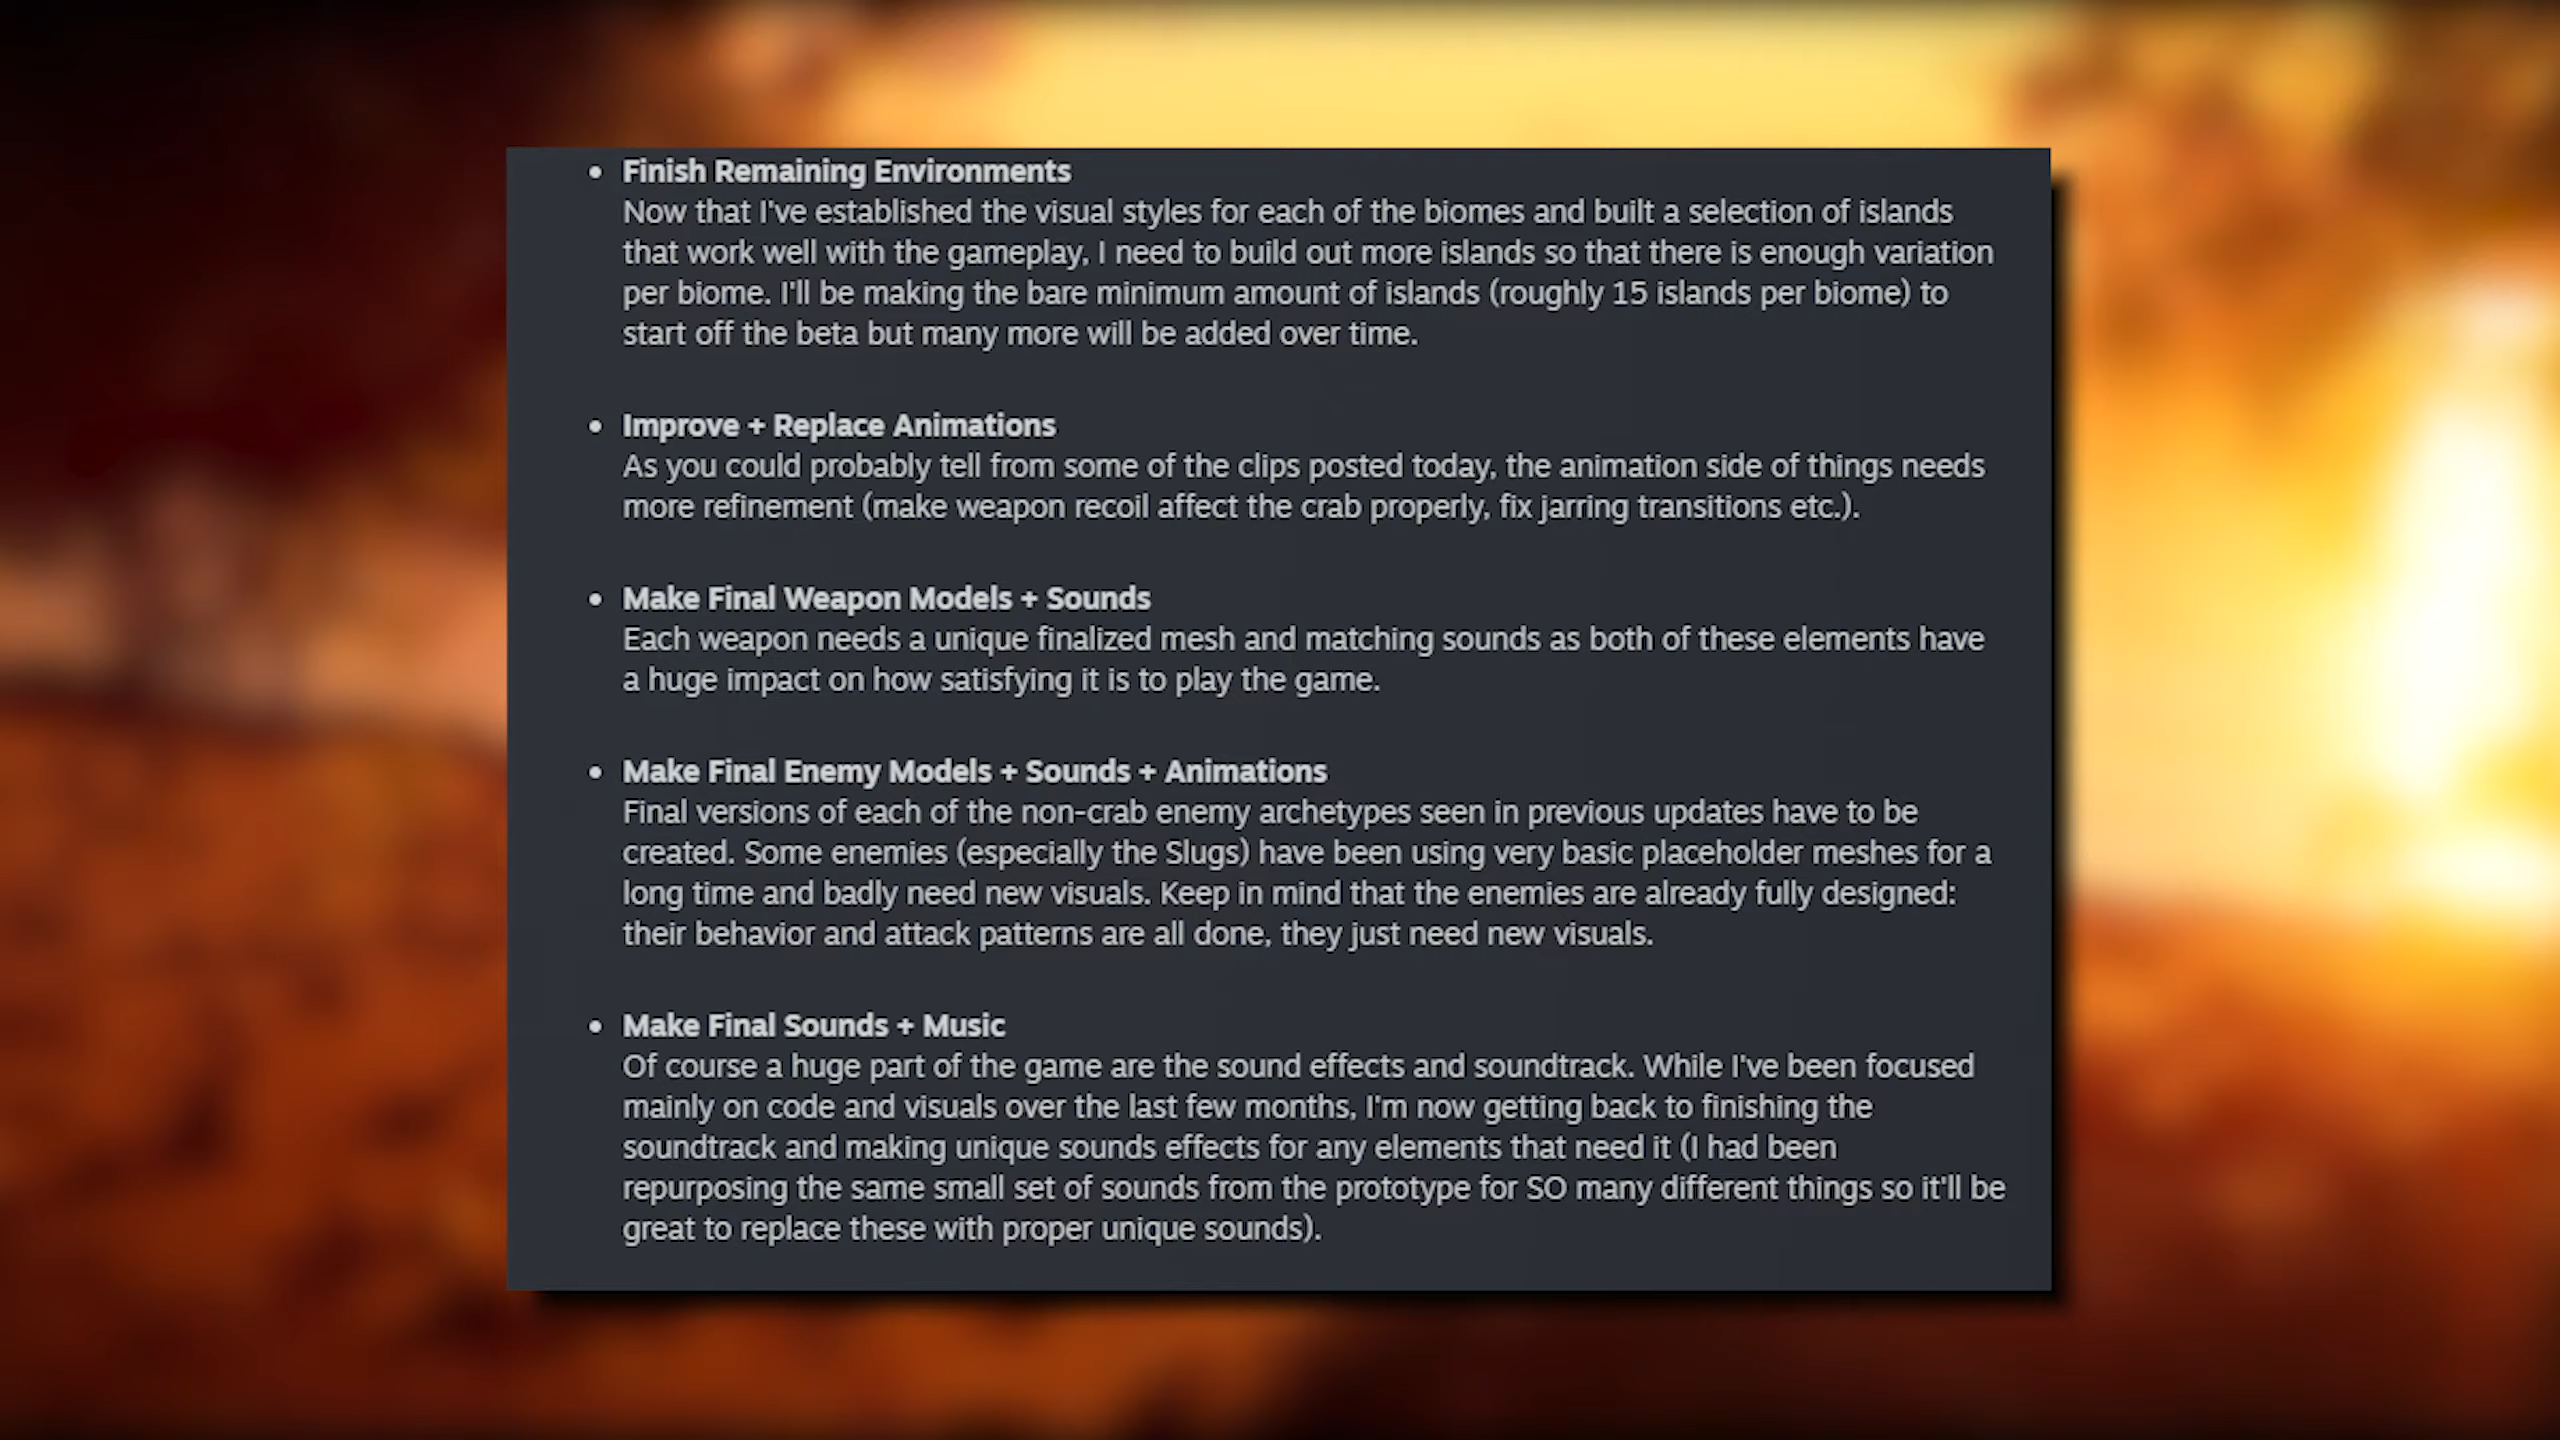 • Finish Remaining Environments
Now that I've established the visual styles for each of the biomes and built a selection of islands
that work well with the gameplay, I need to build out more islands so that there is enough variation
per biome. I'll be making the bare minimum amount of islands (roughly 15 islands per biome) to
start off the beta but many more will be added over time.
• Improve + Replace Animations
As you could probably tell from some of the clips posted today, the animation side of things needs
more refinement (make weapon recoil affect the crab properly, fix jarring transitions etc.).
• Make Final Weapon Models + Sounds
Each weapon needs a unique finalized mesh and matching sounds as both of these elements have
a huge impact on how satisfying it is to play the game.
• Make Final Enemy Models + Sounds + Animations
Final versions of each of the non-crab enemy archetypes seen in previous updates have to be
created. Some enemies (especially the Slugs) have been using very basic placeholder meshes for a
long time and badly need new visuals. Keep in mind that the enemies are already fully designed:
their behavior and attack patterns are all done, they just need new visuals.
• Make Final Sounds + Music
Of course a huge part of the game are the sound effects and soundtrack. While I've been focused
mainly on code and visuals over the last few months, I'm now getting back to finishing the
soundtrack and making unique sounds effects for any elements that need it (I had been
repurposing the same small set of sounds from the prototype for SO many different things so it'll be
great to replace these with proper unique sounds).